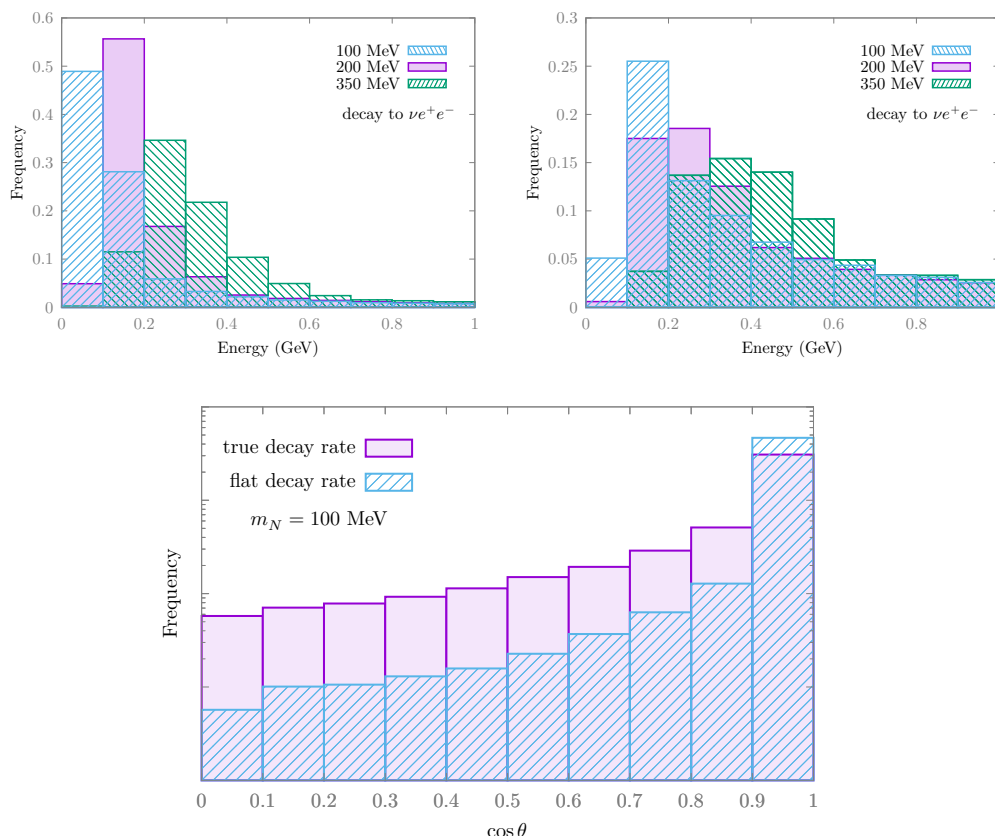 0.6
0.5
0.4
0.3
0.2
0.1
0
Frequency
100 MeV
200 MeV
350 MeV
decay to νe⁺e⁻
0 0.2 0.4 0.6 0.8 1
Energy (GeV)
0.3
0.25
0.2
0.15
0.1
0.05
0
Frequency
100 MeV
200 MeV
350 MeV
decay to νe⁺e⁻
0 0.2 0.4 0.6 0.8 1
Energy (GeV)
Frequency
true decay rate
flat decay rate
m_N = 100 MeV
0 0.1 0.2 0.3 0.4 0.5 0.6 0.7 0.8 0.9 1
cos θ